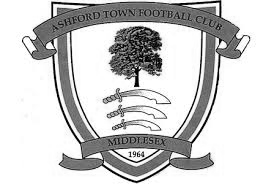 ASHFORD TOWN FOOTBALL CLUB
MIDDLESEX
1964